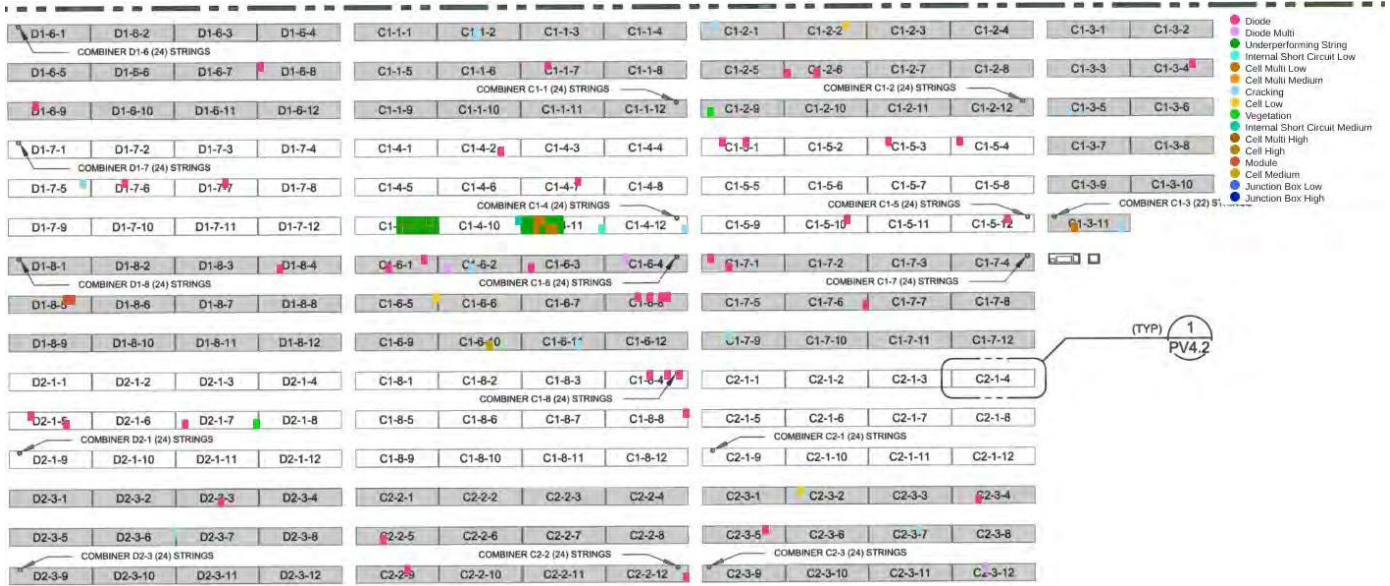 D1-6-1 D1-6-2 D1-6-3 D1-6-4 C1-1-1 C1-1-2 C1-1-3 C1-1-4 C1-2-1 C1-2-2 C1-2-3 C1-2-4 C1-3-1 C1-3-2
COMBINER D1-6 (24) STRINGS
D1-6-5 D1-6-6 D1-6-7 D1-6-8 C1-1-5 C1-1-6 C1-1-7 C1-1-8 C1-2-5 C1-2-6 C1-2-7 C1-2-8 C1-3-3 C1-3-4
COMBINER C1-1 (24) STRINGS COMBINER C1-2 (24) STRINGS
D1-6-9 D1-6-10 D1-6-11 D1-6-12 C1-1-9 C1-1-10 C1-1-11 C1-1-12 C1-2-9 C1-2-10 C1-2-11 C1-2-12 C1-3-5 C1-3-6
D1-7-1 D1-7-2 D1-7-3 D1-7-4 C1-4-1 C1-4-2 C1-4-3 C1-4-4 C1-5-1 C1-5-2 C1-5-3 C1-5-4 C1-3-7 C1-3-8
COMBINER D1-7 (24) STRINGS
D1-7-5 D1-7-6 D1-7-7 D1-7-8 C1-4-5 C1-4-6 C1-4-7 C1-4-8 C1-5-5 C1-5-6 C1-5-7 C1-5-8 C1-3-9 C1-3-10
COMBINER C1-4 (24) STRINGS COMBINER C1-5 (24) STRINGS COMBINER C1-3 (22)
D1-7-9 D1-7-10 D1-7-11 D1-7-12 C1- C1-4-10 -11 C1-4-12 C1-5-9 C1-5-10 C1-5-11 C1-5-12 C1-3-11
D1-8-1 D1-8-2 D1-8-3 D1-8-4 C1-6-1 C1-6-2 C1-6-3 C1-6-4 C1-7-1 C1-7-2 C1-7-3 C1-7-4
COMBINER D1-8 (24) STRINGS COMBINER C1-6 (24) STRINGS COMBINER C1-7 (24) STRINGS
D1-8-5 D1-8-6 D1-8-7 D1-8-8 C1-6-5 C1-6-6 C1-6-7 C1-6-8 C1-7-5 C1-7-6 C1-7-7 C1-7-8
D1-8-9 D1-8-10 D1-8-11 D1-8-12 C1-6-9 C1-6-10 C1-6-11 C1-6-12 C1-7-9 C1-7-10 C1-7-11 C1-7-12
D2-1-1 D2-1-2 D2-1-3 D2-1-4 C1-8-1 C1-8-2 C1-8-3 C1-8-4 C2-1-1 C2-1-2 C2-1-3 C2-1-4
COMBINER C1-8 (24) STRINGS
D2-1-5 D2-1-6 D2-1-7 D2-1-8 C1-8-5 C1-8-6 C1-8-7 C1-8-8 C2-1-5 C2-1-6 C2-1-7 C2-1-8
COMBINER D2-1 (24) STRINGS COMBINER C2-1 (24) STRINGS
D2-1-9 D2-1-10 D2-1-11 D2-1-12 C1-8-9 C1-8-10 C1-8-11 C1-8-12 C2-1-9 C2-1-10 C2-1-11 C2-1-12
D2-3-1 D2-3-2 D2-3-3 D2-3-4 C2-2-1 C2-2-2 C2-2-3 C2-2-4 C2-3-1 C2-3-2 C2-3-3 C2-3-4
D2-3-5 D2-3-6 D2-3-7 D2-3-8 C2-2-5 C2-2-6 C2-2-7 C2-2-8 C2-3-5 C2-3-6 C2-3-7 C2-3-8
COMBINER D2-3 (24) STRINGS COMBINER C2-2 (24) STRINGS COMBINER C2-3 (24) STRINGS
D2-3-9 D2-3-10 D2-3-11 D2-3-12 C2-2-9 C2-2-10 C2-2-11 C2-2-12 C2-3-9 C2-3-10 C2-3-11 C2-3-12
Diode
Diode Multi
Underperforming String
Internal Short Circuit Low
Cell Multi Low
Cell Multi Medium
Cracking
Cell Low
Vegetation
Internal Short Circuit Medium
Cell Multi High
Cell High
Module
Cell Medium
Junction Box Low
Junction Box High
(TYP) 1
PV4.2